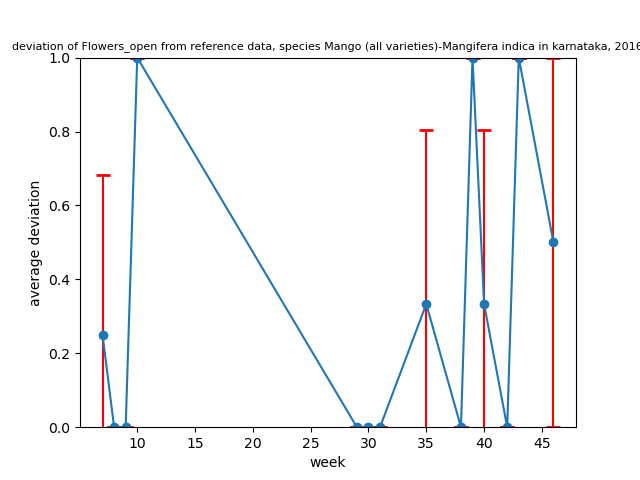 deviation of Flowers_open from reference data, species Mango (all varieties)-Mangifera indica in karnataka, 2016
1.0
0.8
0.6
0.4
0.2
0.0
average deviation
10 15 20 25 30 35 40 45
week